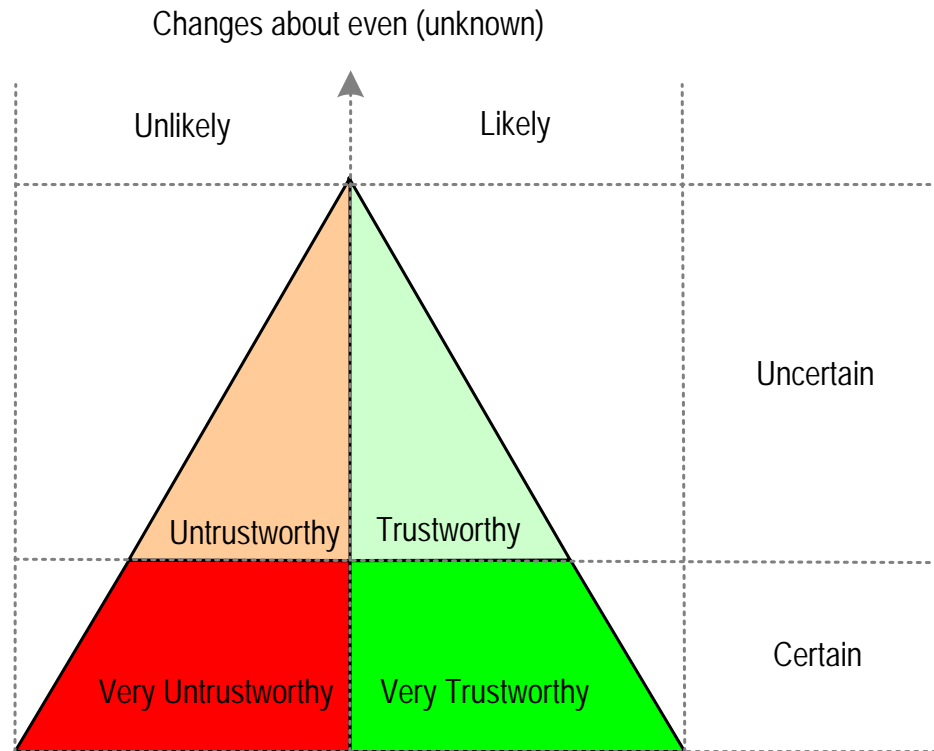 Changes about even (unknown)
Unlikely
Likely
Uncertain
Untrustworthy
Trustworthy
Certain
Very Untrustworthy
Very Trustworthy